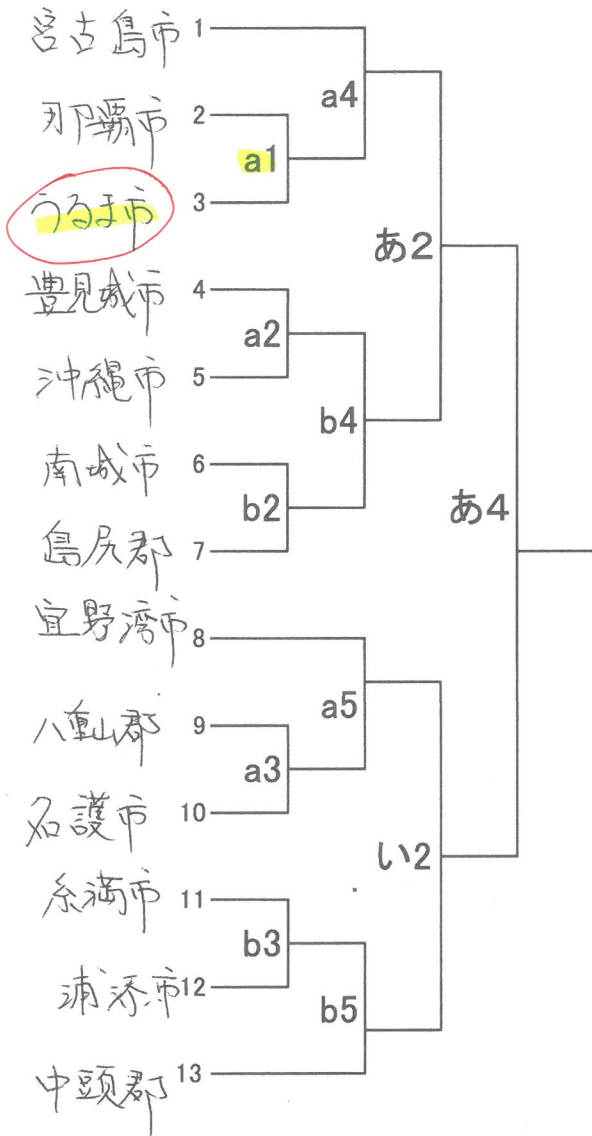 宮古島市 1
a4
那覇市 2
a1
うるま市 3
あ2
豊見城市 4
a2
沖縄市 5
b4
南城市 6
b2
あ4
島尻郡 7
宜野湾市 8
a5
八重山郡 9
a3
名護市 10
い2
糸満市 11
b3
浦添市 12
b5
中頭郡 13